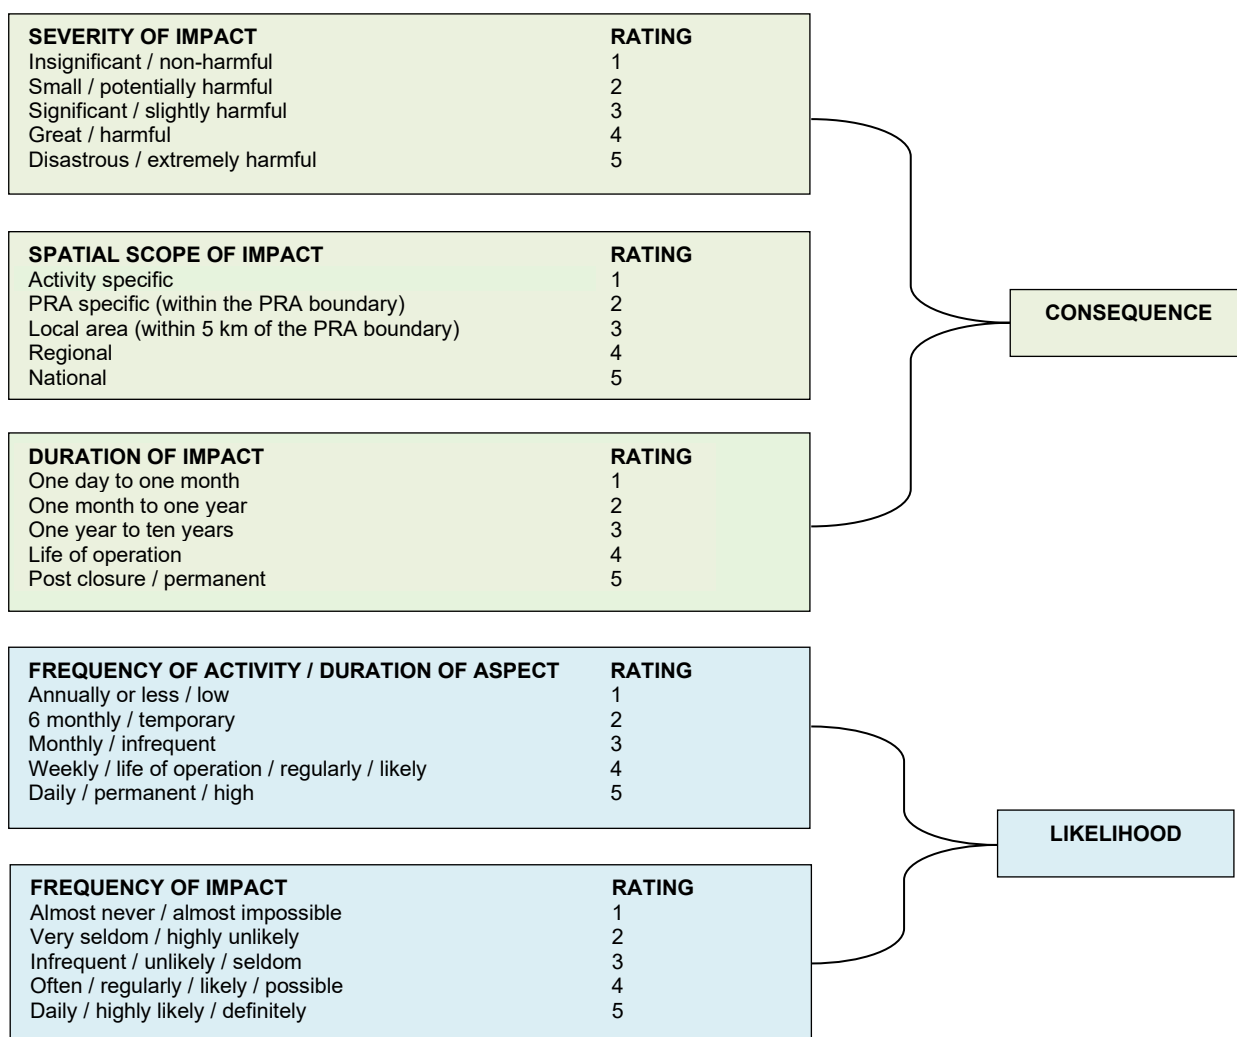 SEVERITY OF IMPACT RATING
Insignificant / non-harmful 1
Small / potentially harmful 2
Significant / slightly harmful 3
Great / harmful 4
Disastrous / extremely harmful 5
SPATIAL SCOPE OF IMPACT RATING
Activity specific 1
PRA specific (within the PRA boundary) 2
Local area (within 5 km of the PRA boundary) 3
Regional 4
National 5
CONSEQUENCE
DURATION OF IMPACT RATING
One day to one month 1
One month to one year 2
One year to ten years 3
Life of operation 4
Post closure / permanent 5
FREQUENCY OF ACTIVITY / DURATION OF ASPECT RATING
Annually or less / low 1
6 monthly / temporary 2
Monthly / infrequent 3
Weekly / life of operation / regularly / likely 4
Daily / permanent / high 5
LIKELIHOOD
FREQUENCY OF IMPACT RATING
Almost never / almost impossible 1
Very seldom / highly unlikely 2
Infrequent / unlikely / seldom 3
Often / regularly / likely / possible 4
Daily / highly likely / definitely 5